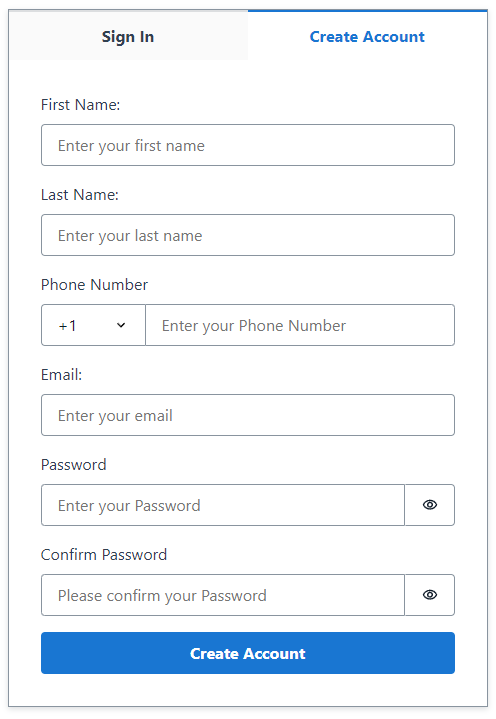 Sign In
Create Account
First Name:
Enter your first name
Last Name:
Enter your last name
Phone Number
+1
Enter your Phone Number
Email:
Enter your email
Password
Enter your Password
Confirm Password
Please confirm your Password
Create Account